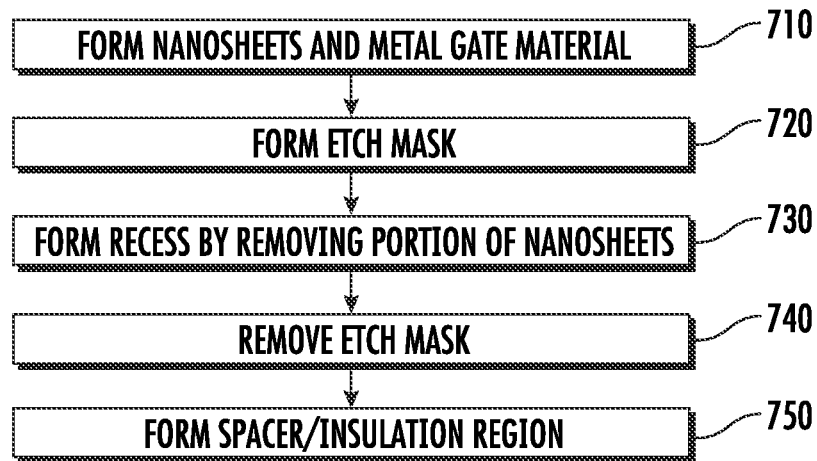 FORM NANOSHEETS AND METAL GATE MATERIAL 710
FORM ETCH MASK 720
FORM RECESS BY REMOVING PORTION OF NANOSHEETS 730
REMOVE ETCH MASK 740
FORM SPACER/INSULATION REGION 750